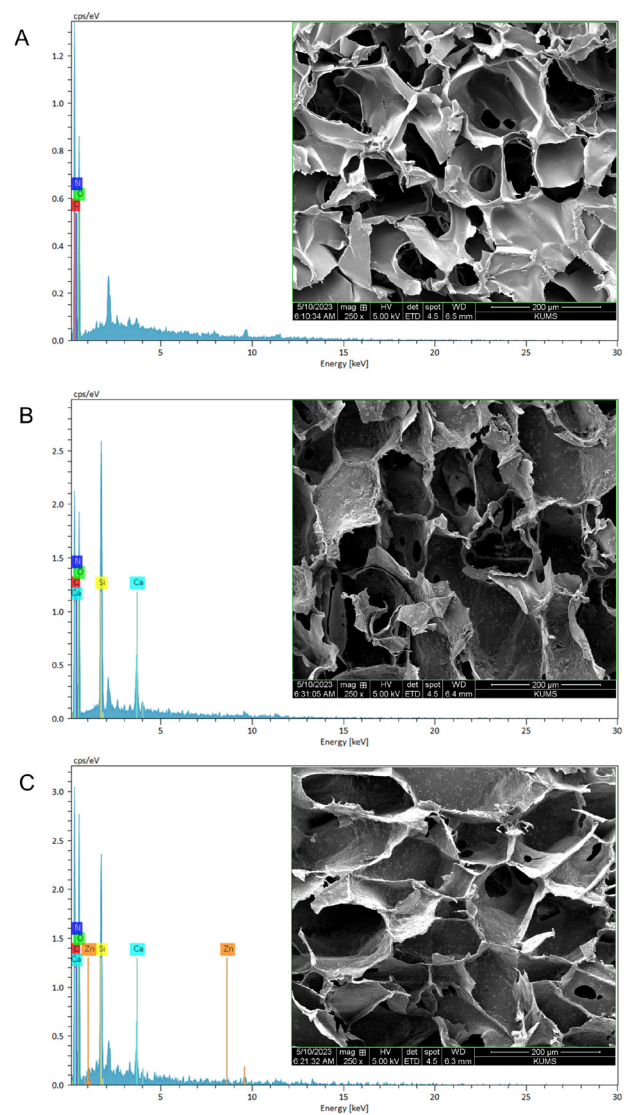 A
cps/eV
1.2
1.0
0.8
0.6
0.4
0.2
0.0
N
O
C
5 10 15 20 25 30
Energy [keV]
5/10/2023 mag HV det spot WD 200 µm
6:10:34 AM 250 x 5.00 kV ETD 4.5 6.5 mm KUMS
B
cps/eV
2.5
2.0
1.5
1.0
0.5
0.0
N
O
C Si Ca
Ca
5 10 15 20 25 30
Energy [keV]
5/10/2023 mag HV det spot WD 200 µm
6:31:05 AM 250 x 5.00 kV ETD 4.5 6.4 mm KUMS
C
cps/eV
3.0
2.5
2.0
1.5
1.0
0.5
0.0
N
O
C Zn Si Ca Zn
Ca
5 10 15 20 25 30
Energy [keV]
5/10/2023 mag HV det spot WD 200 µm
6:21:32 AM 250 x 5.00 kV ETD 4.5 6.3 mm KUMS